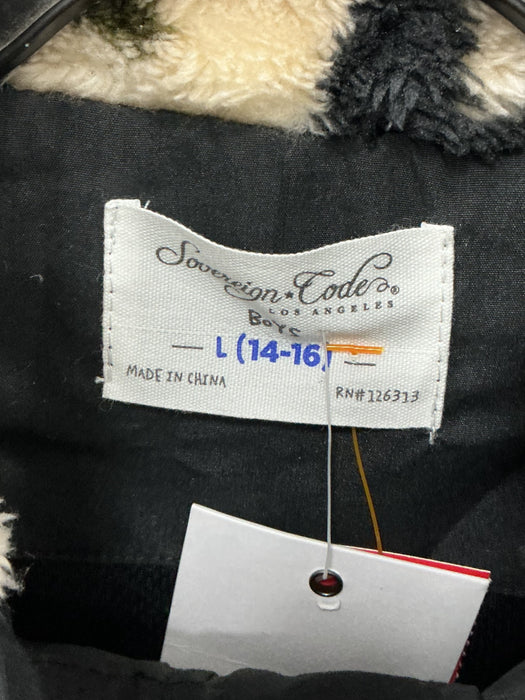 Sovereign★Code®
LOS ANGELES
BOYS
— L (14-16) —
MADE IN CHINA
RN#126313